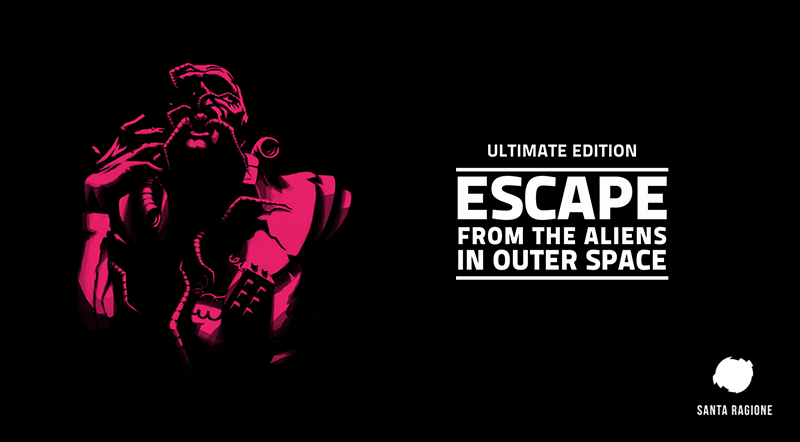 ULTIMATE EDITION
ESCAPE
FROM THE ALIENS
IN OUTER SPACE
SANTA RAGIONE